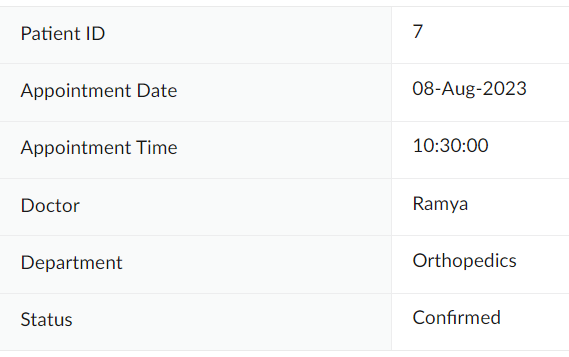 Patient ID 7
Appointment Date 08-Aug-2023
Appointment Time 10:30:00
Doctor Ramya
Department Orthopedics
Status Confirmed